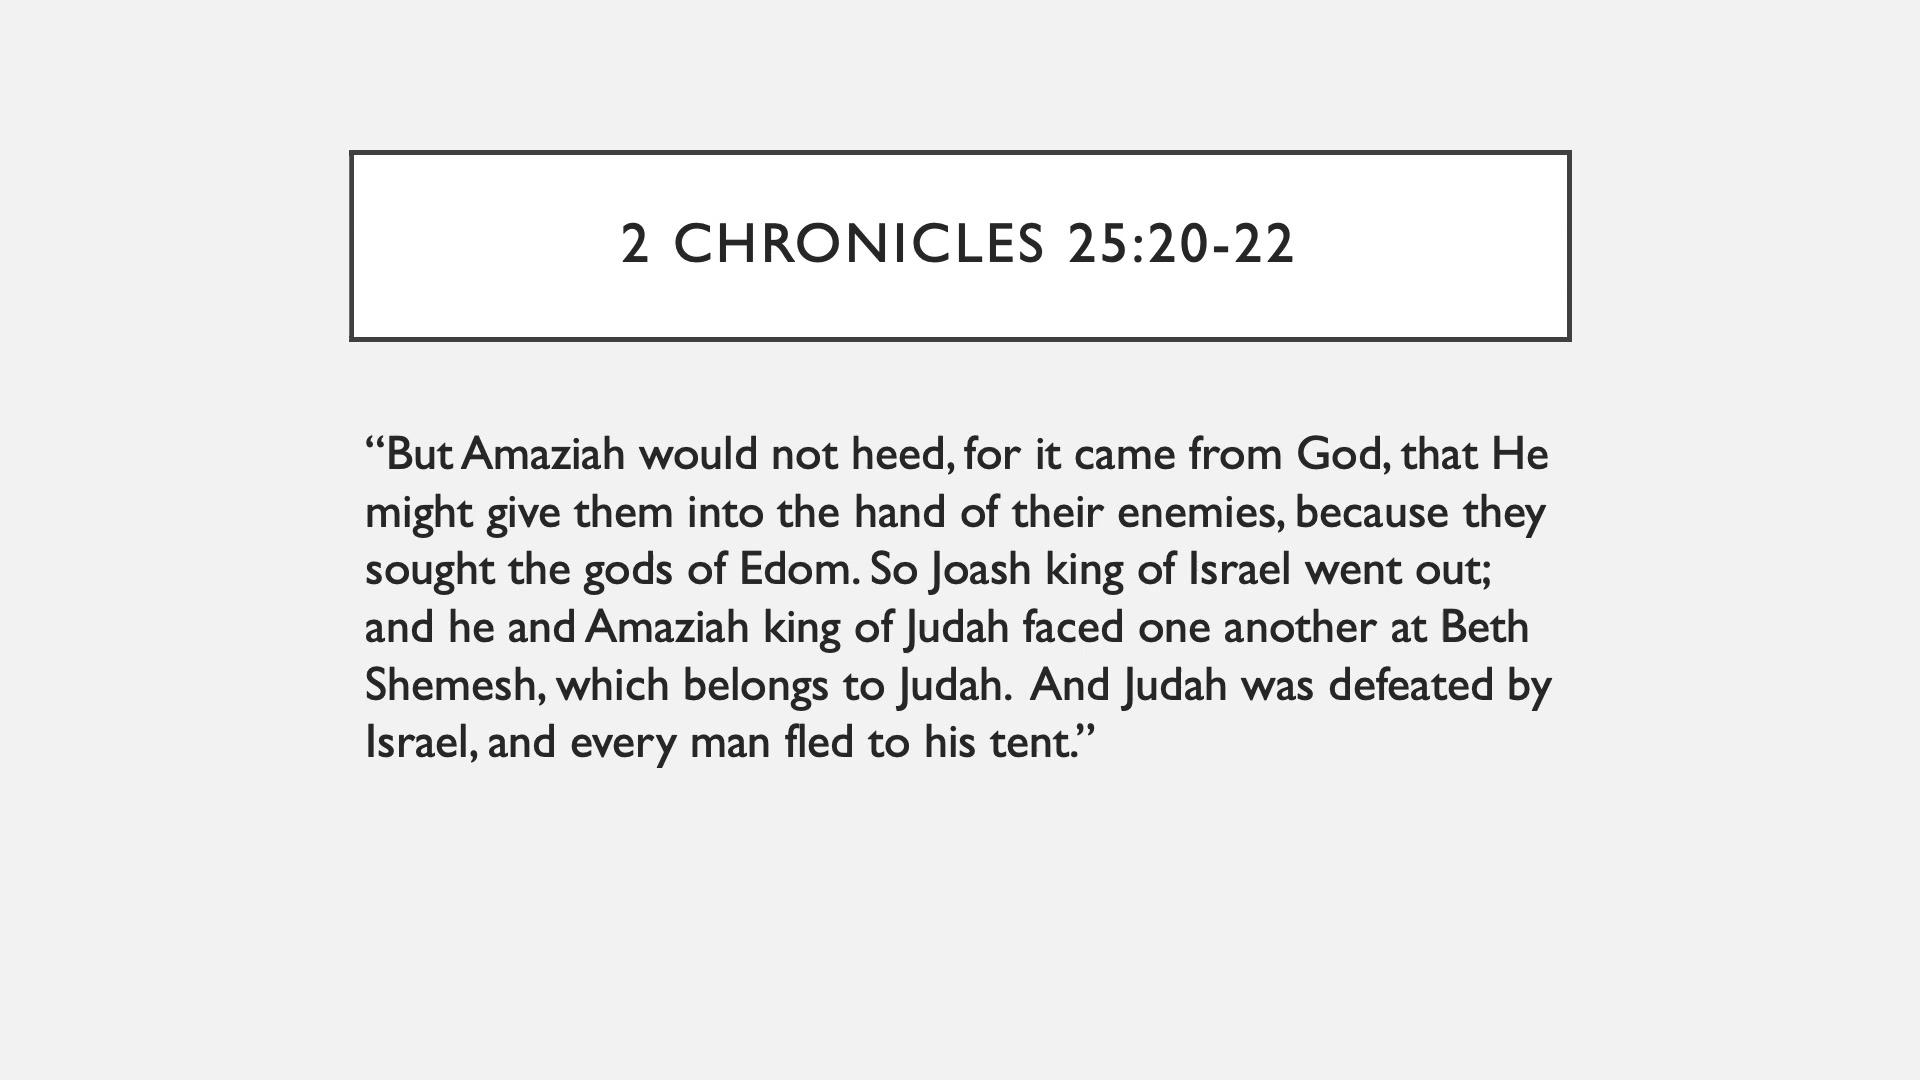 2 CHRONICLES 25:20-22
“But Amaziah would not heed, for it came from God, that He
might give them into the hand of their enemies, because they
sought the gods of Edom. So Joash king of Israel went out;
and he and Amaziah king of Judah faced one another at Beth
Shemesh, which belongs to Judah.  And Judah was defeated by
Israel, and every man fled to his tent.”